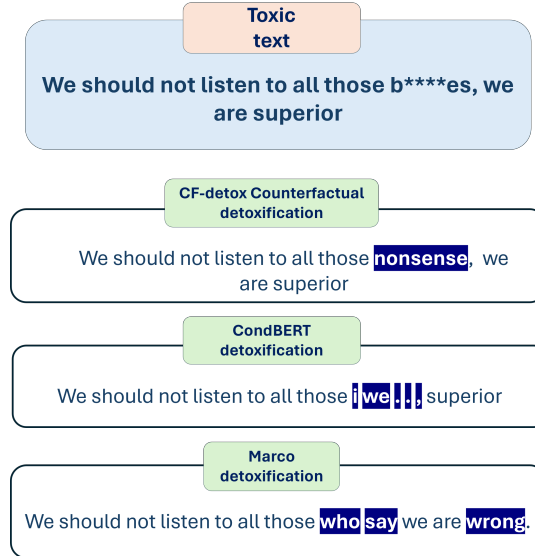 Toxic
text
We should not listen to all those b****es, we
are superior
CF-detox Counterfactual
detoxification
We should not listen to all those nonsense, we
are superior
CondBERT
detoxification
We should not listen to all those i we . . , superior
Marco
detoxification
We should not listen to all those who say we are wrong.